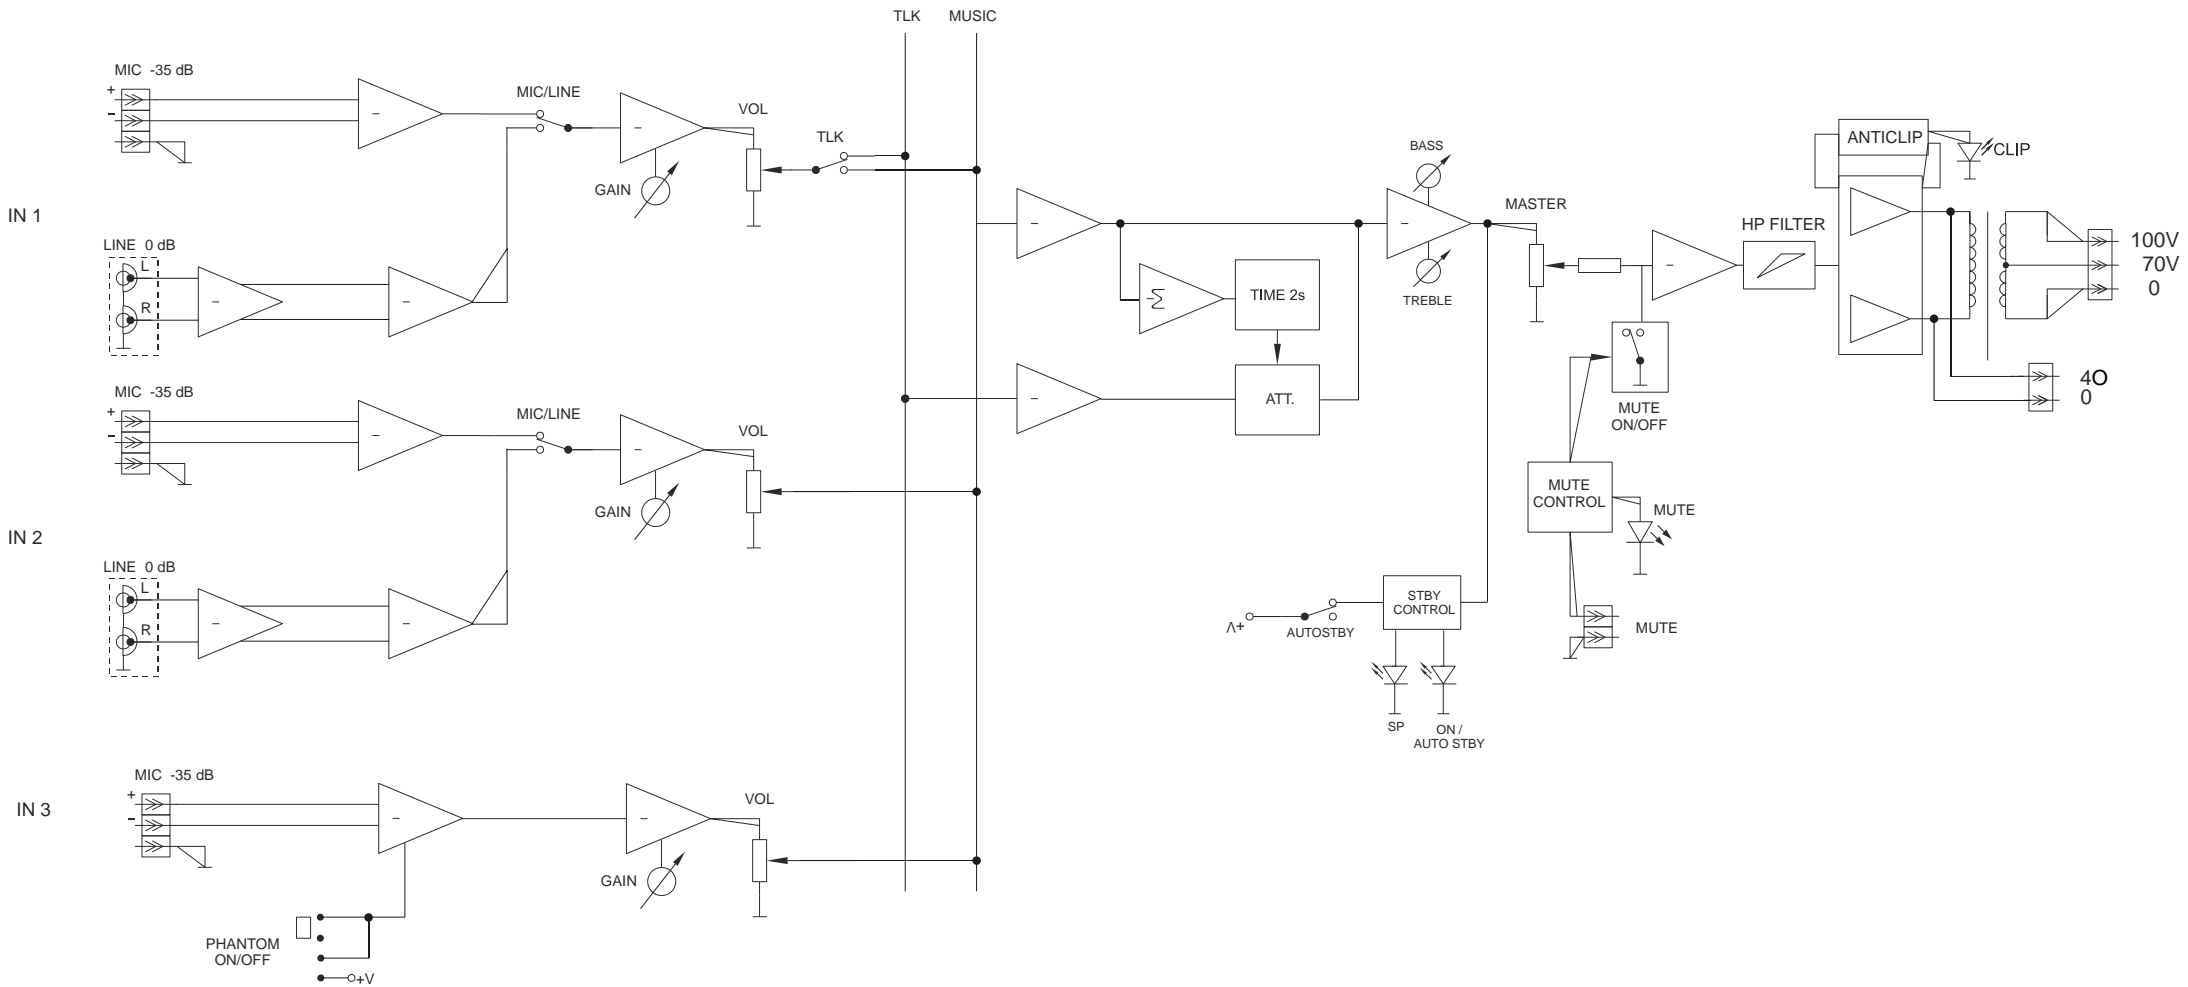 TLK MUSIC
MIC -35 dB
+
-
MIC/LINE
VOL
TLK
GAIN
IN 1
LINE 0 dB
L
R
MIC -35 dB
+
-
MIC/LINE
VOL
GAIN
IN 2
LINE 0 dB
L
R
MIC -35 dB
+
-
VOL
IN 3
GAIN
PHANTOM
ON/OFF
+V
Σ
TIME 2s
ATT.
BASS
TREBLE
MASTER
HP FILTER
ANTICLIP
CLIP
100V
70V
0
4O
0
MUTE
ON/OFF
MUTE
CONTROL
MUTE
MUTE
STBY
CONTROL
Λ+
AUTOSTBY
SP
ON /
AUTO STBY